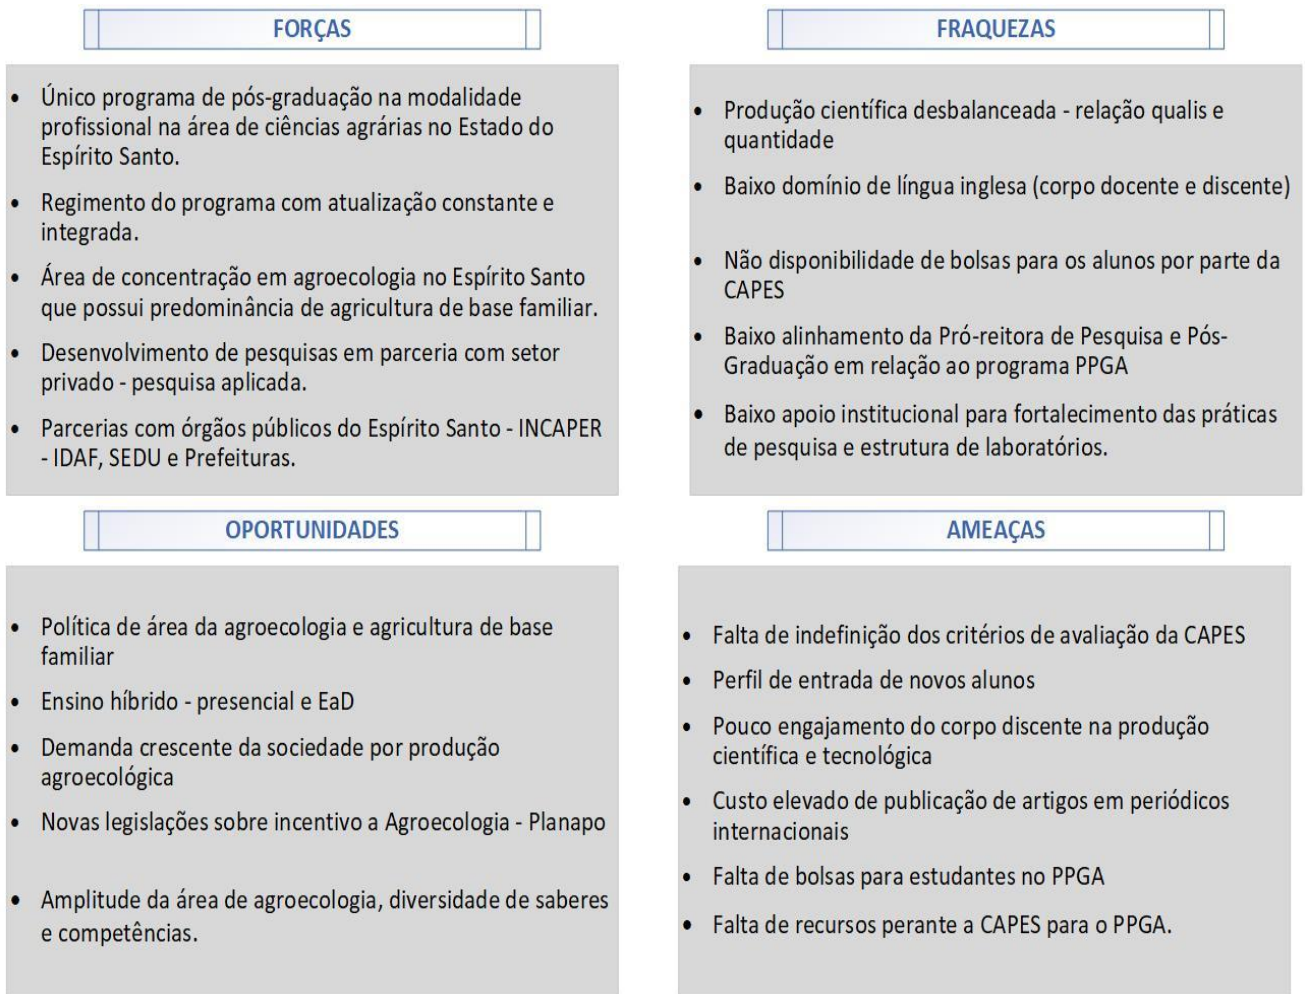 FORÇAS
• Único programa de pós-graduação na modalidade
profissional na área de ciências agrárias no Estado do
Espírito Santo.
• Regimento do programa com atualização constante e
integrada.
• Área de concentração em agroecologia no Espírito Santo
que possui predominância de agricultura de base familiar.
• Desenvolvimento de pesquisas em parceria com setor
privado - pesquisa aplicada.
• Parcerias com órgãos públicos do Espírito Santo - INCAPER
- IDAF, SEDU e Prefeituras.
FRAQUEZAS
• Produção científica desbalanceada - relação qualis e
quantidade
• Baixo domínio de língua inglesa (corpo docente e discente)
• Não disponibilidade de bolsas para os alunos por parte da
CAPES
• Baixo alinhamento da Pró-reitora de Pesquisa e Pós-
Graduação em relação ao programa PPGA
• Baixo apoio institucional para fortalecimento das práticas
de pesquisa e estrutura de laboratórios.
OPORTUNIDADES
• Política de área da agroecologia e agricultura de base
familiar
• Ensino híbrido - presencial e EaD
• Demanda crescente da sociedade por produção
agroecológica
• Novas legislações sobre incentivo a Agroecologia - Planapo
• Amplitude da área de agroecologia, diversidade de saberes
e competências.
AMEAÇAS
• Falta de indefinição dos critérios de avaliação da CAPES
• Perfil de entrada de novos alunos
• Pouco engajamento do corpo discente na produção
científica e tecnológica
• Custo elevado de publicação de artigos em periódicos
internacionais
• Falta de bolsas para estudantes no PPGA
• Falta de recursos perante a CAPES para o PPGA.